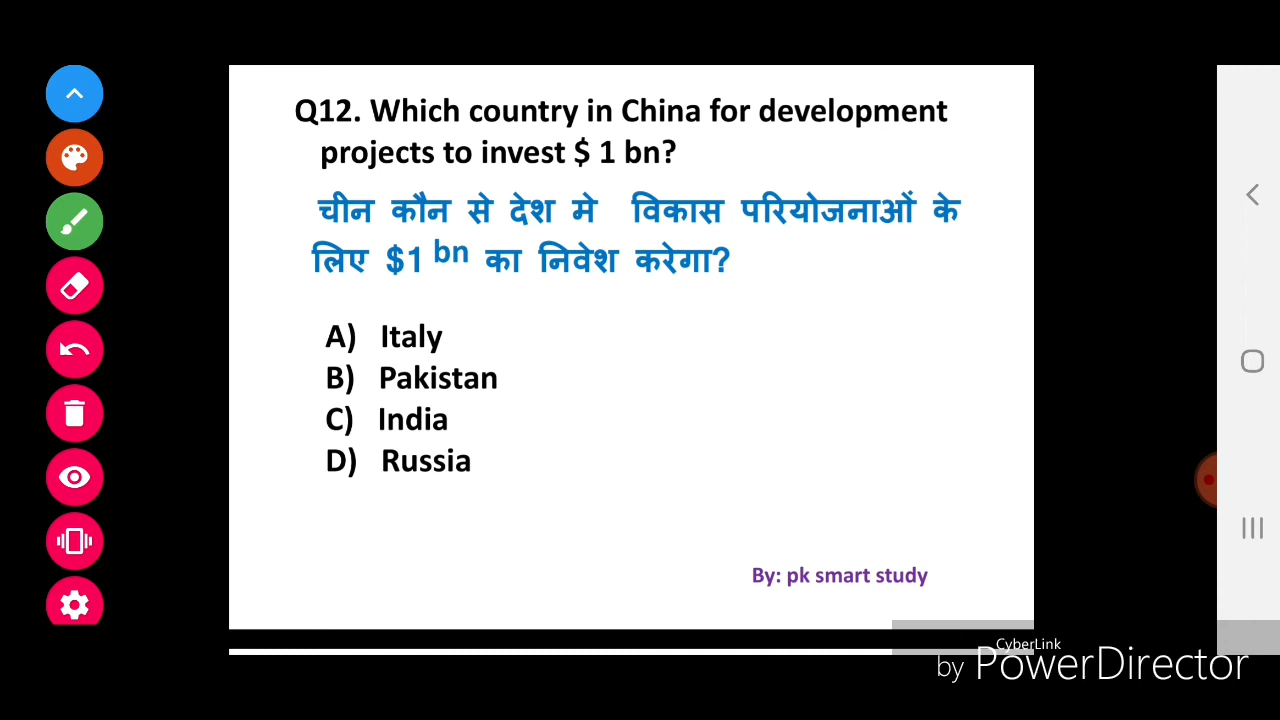 Q12. Which country in China for development
projects to invest $ 1 bn?
चीन कौन से देश मे विकास परियोजनाओं के
लिए $1 bn का निवेश करेगा?
A) Italy
B) Pakistan
C) India
D) Russia
By: pk smart study
CyberLink
by PowerDirector